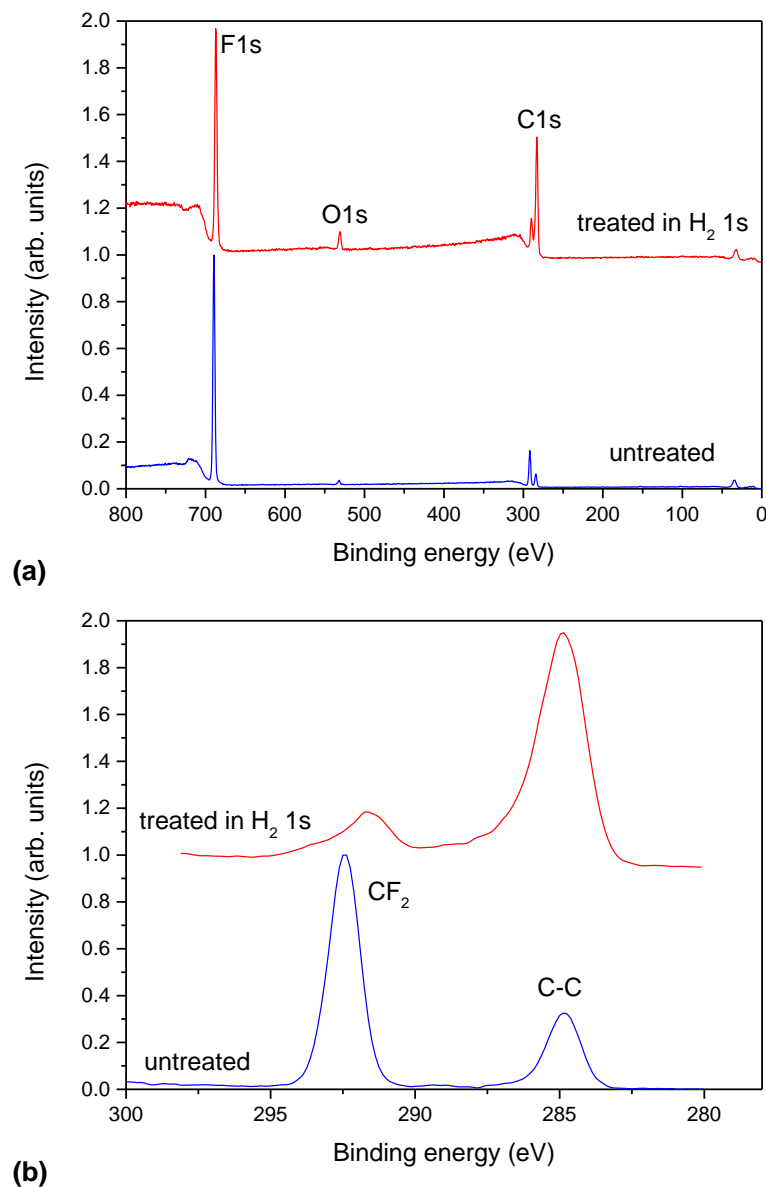 2.0
F1s
1.8
1.6
C1s
1.4
O1s
1.2
treated in H2 1s
1.0
Intensity (arb. units)
0.8
0.6
0.4
untreated
0.2
0.0
800 700 600 500 400 300 200 100 0
Binding energy (eV)
(a)
2.0
1.8
1.6
1.4
1.2
treated in H2 1s
1.0
Intensity (arb. units)
CF2
0.8
0.6
C-C
0.4
0.2
untreated
0.0
300 295 290 285 280
Binding energy (eV)
(b)